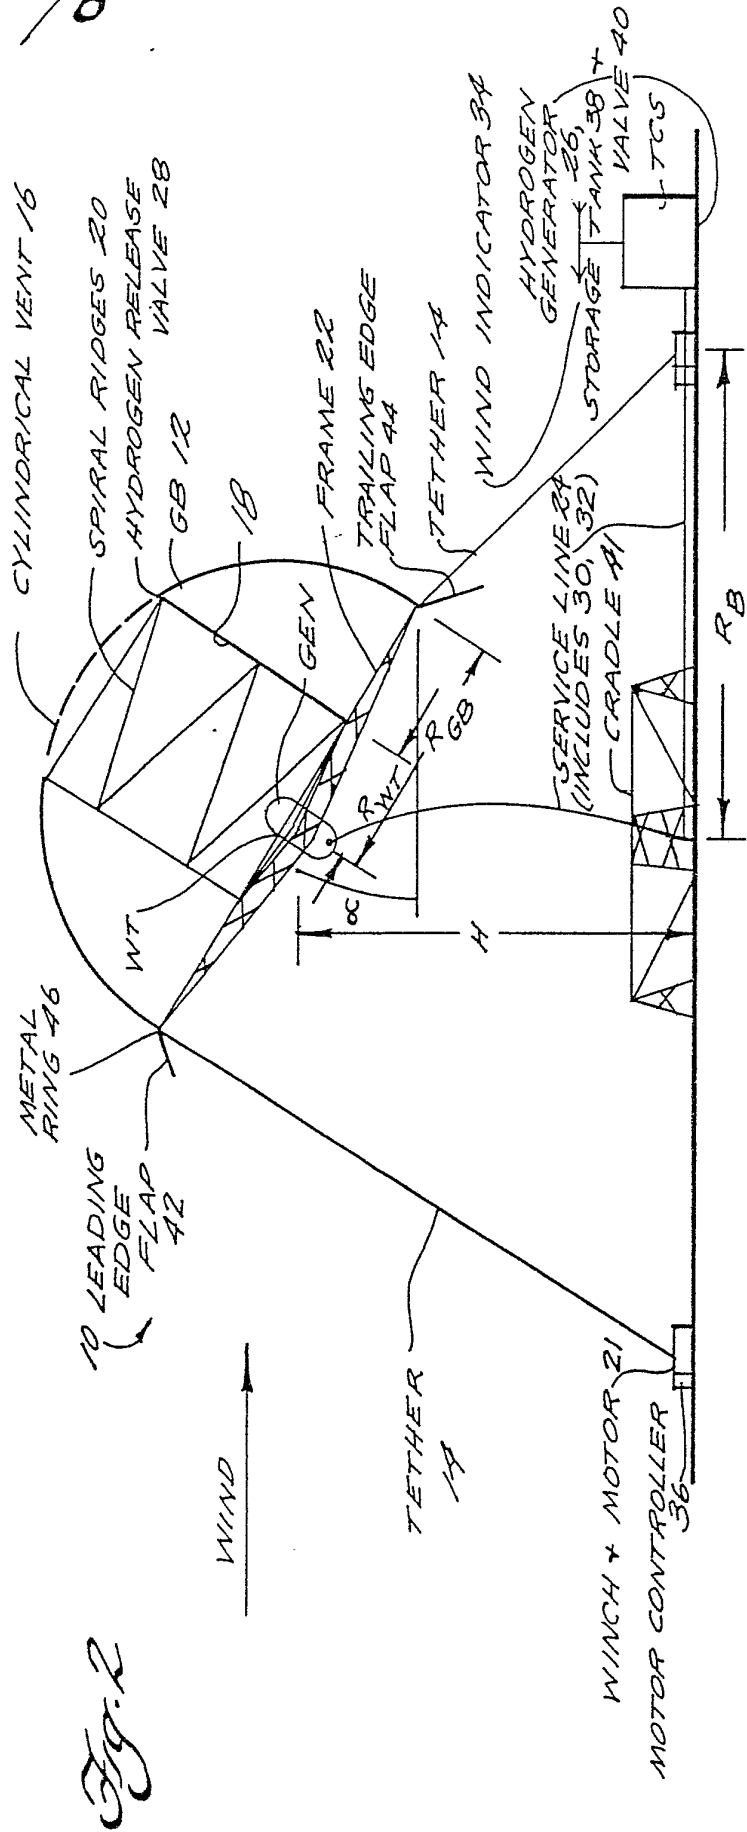 Fig. 2
WIND
10
LEADING
EDGE
FLAP
42
METAL
RING 46
WT
CYLINDRICAL VENT 16
SPIRAL RIDGES 20
HYDROGEN RELEASE
VALVE 28
GB 12
18
GEN
FRAME 22
TRAILING EDGE
FLAP 44
TETHER 14
WIND INDICATOR 34
HYDROGEN
GENERATOR
26,
STORAGE TANK 38 +
VALVE 40
TCS
R WT
R GB
α
H
SERVICE LINE 24
(INCLUDES 30, 32)
CRADLE 41
R B
TETHER
14
WINCH + MOTOR 21
MOTOR CONTROLLER
36